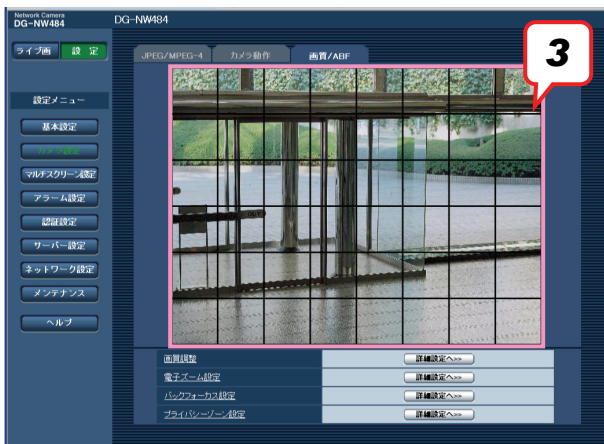 Network Camera
DG-NW484
DG-NW484
ライブ画 設 定
JPEG/MPEG-4 カメラ動作 画質/ABF
3
設定メニュー
基本設定
カメラ設定
マルチスクリーン設定
アラーム設定
認証設定
サーバー設定
ネットワーク設定
メンテナンス
ヘルプ
画質調整 詳細設定へ>>
電子ズーム設定 詳細設定へ>>
バックフォーカス設定 詳細設定へ>>
プライバシーゾーン設定 詳細設定へ>>